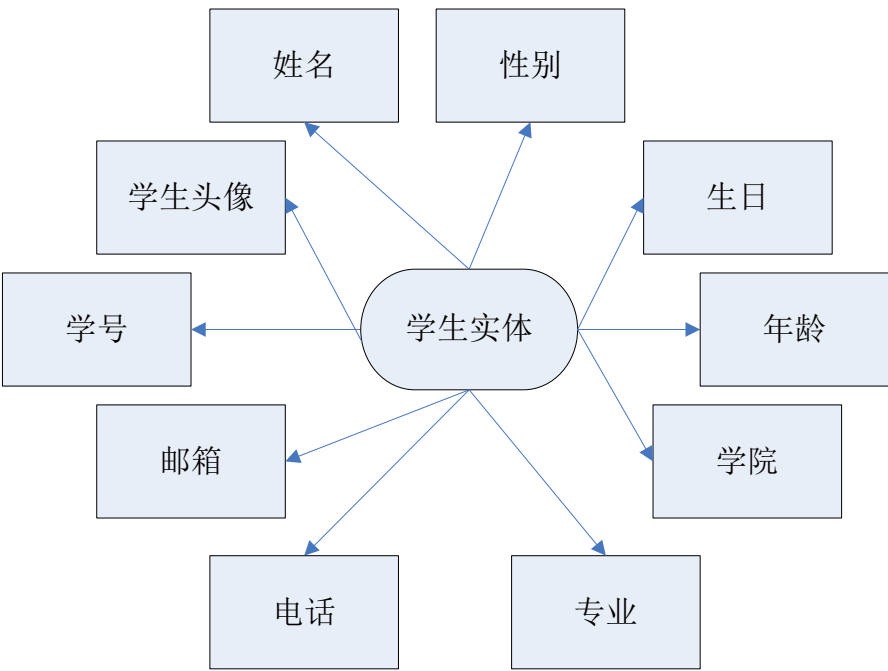 姓名
性别
学生头像
生日
学号
学生实体
年龄
邮箱
学院
电话
专业